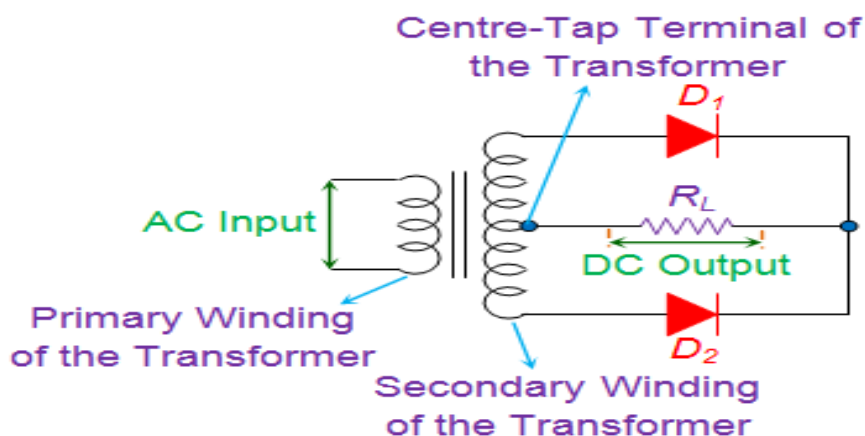 Centre-Tap Terminal of
the Transformer
D₁
R_L
AC Input
DC Output
Primary Winding
of the Transformer
D₂
Secondary Winding
of the Transformer